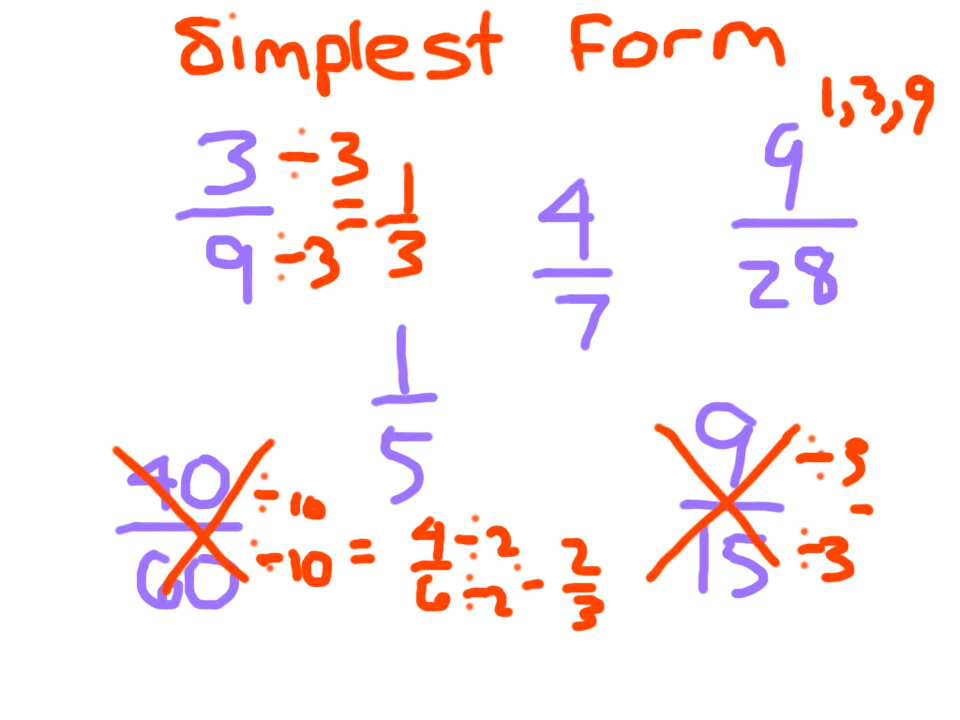 Simplest Form
1,3,9
3/9 ÷3/÷3 = 1/3
4/7
9/28
1/5
40/60 ÷10/÷10 = 4/6 ÷2/÷2 - 2/3
9/15 ÷3/÷3 -